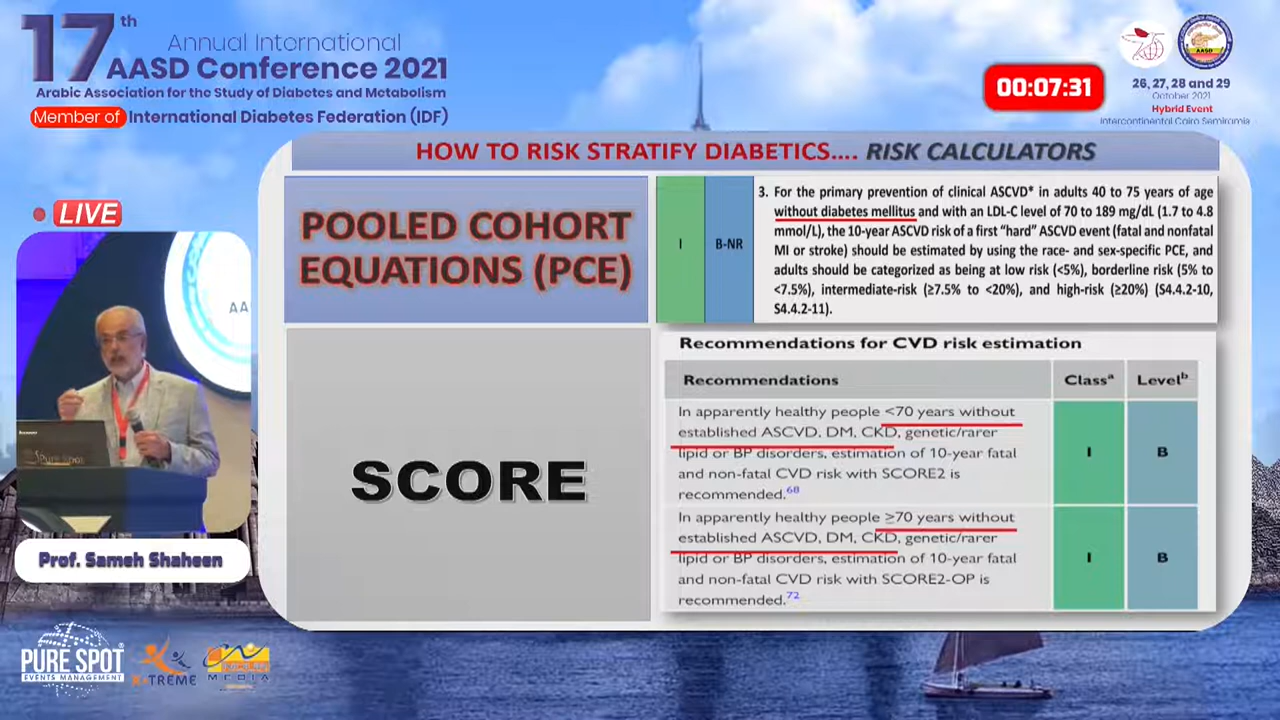 17th
Annual International
AASD Conference 2021
Arabic Association for the Study of Diabetes and Metabolism
Member of International Diabetes Federation (IDF)
00:07:31
AASD
26, 27, 28 and 29
October 2021
Hybrid Event
Intercontinental Cairo Semiramis
LIVE
AA
Prof. Sameh Shaheen
HOW TO RISK STRATIFY DIABETICS.... RISK CALCULATORS
POOLED COHORT
EQUATIONS (PCE)
I
B-NR
3. For the primary prevention of clinical ASCVD* in adults 40 to 75 years of age
without diabetes mellitus and with an LDL-C level of 70 to 189 mg/dL (1.7 to 4.8
mmol/L), the 10-year ASCVD risk of a first "hard" ASCVD event (fatal and nonfatal
MI or stroke) should be estimated by using the race- and sex-specific PCE, and
adults should be categorized as being at low risk (<5%), borderline risk (5% to
<7.5%), intermediate-risk (≥7.5% to <20%), and high-risk (≥20%) (S4.4.2-10,
S4.4.2-11).
SCORE
Recommendations for CVD risk estimation
Recommendations Classa Levelb
In apparently healthy people <70 years without
established ASCVD, DM, CKD, genetic/rarer
lipid or BP disorders, estimation of 10-year fatal
and non-fatal CVD risk with SCORE2 is
recommended.68
I B
In apparently healthy people ≥70 years without
established ASCVD, DM, CKD, genetic/rarer
lipid or BP disorders, estimation of 10-year fatal
and non-fatal CVD risk with SCORE2-OP is
recommended.72
I B
PURE SPOT
EVENTS MANAGEMENT
X-TREME
MEDIA